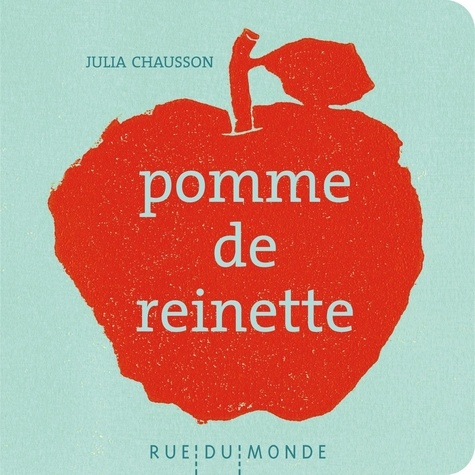 JULIA CHAUSSON
pomme
de
reinette
RUE DU MONDE